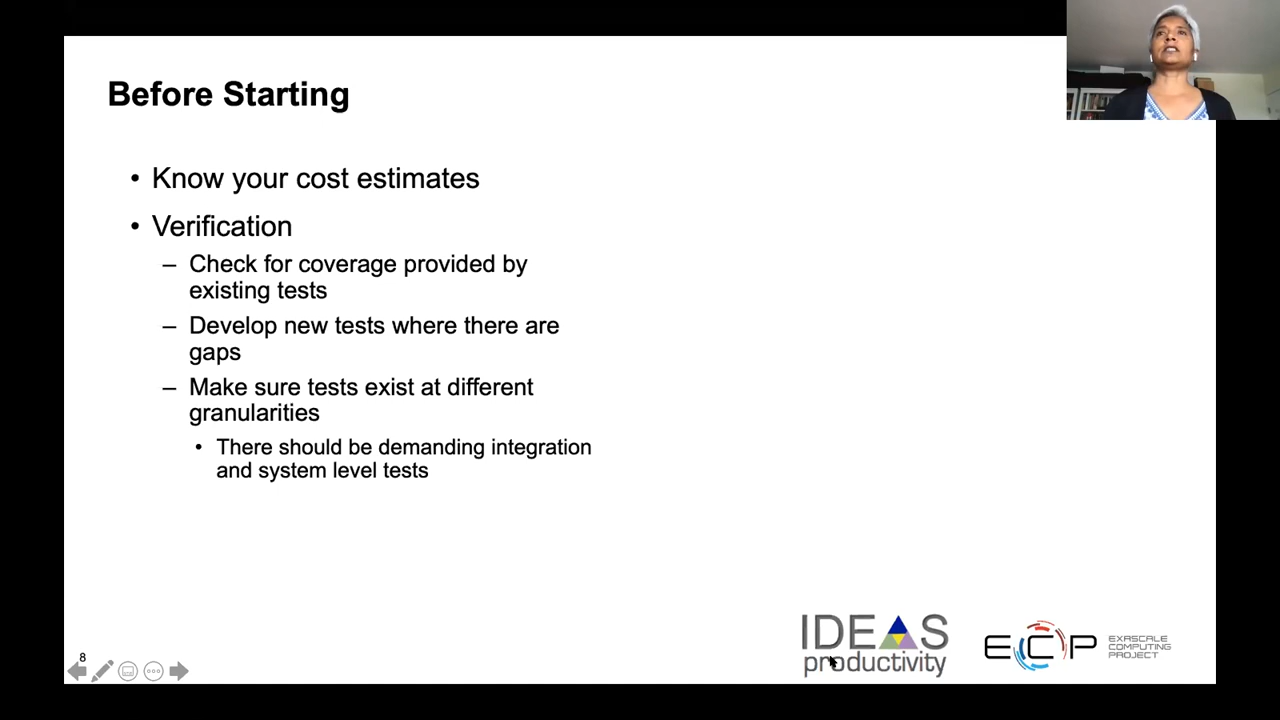 Before Starting
• Know your cost estimates
• Verification
– Check for coverage provided by
existing tests
– Develop new tests where there are
gaps
– Make sure tests exist at different
granularities
• There should be demanding integration
and system level tests
8
IDEAS
productivity
ECP
EXASCALE
COMPUTING
PROJECT